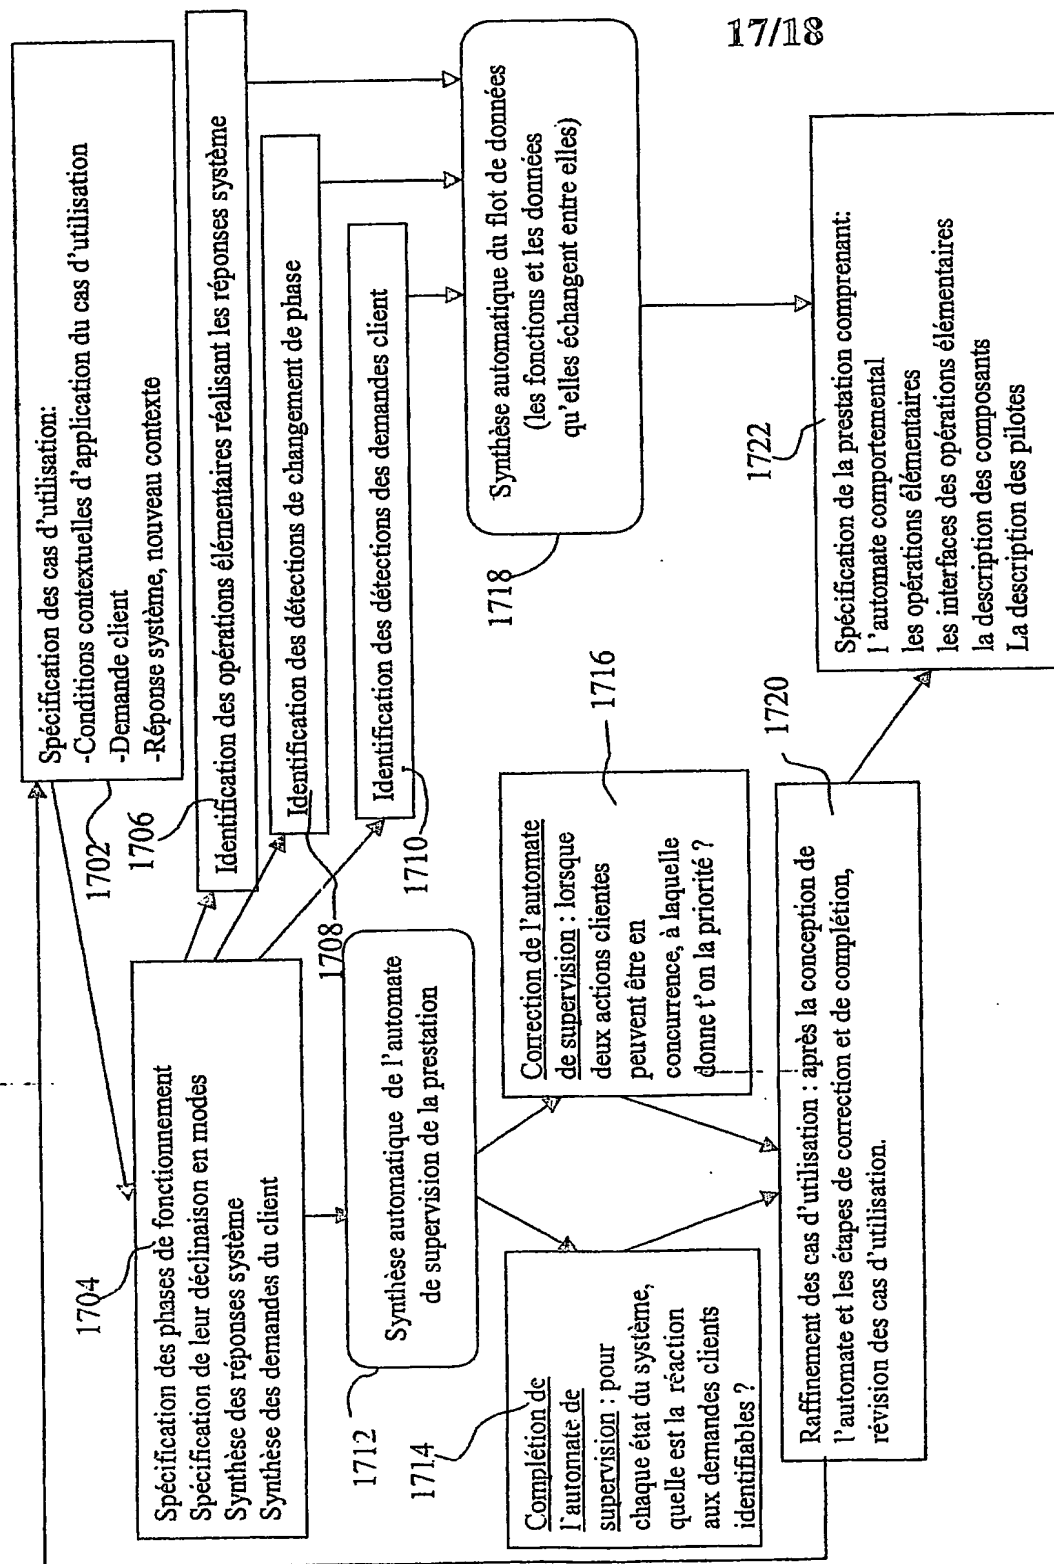 17/18
Spécification des cas d'utilisation:
-Conditions contextuelles d'application du cas d'utilisation
-Demande client
-Réponse système, nouveau contexte
1702
1704
Spécification des phases de fonctionnement
Spécification de leur déclinaison en modes
Synthèse des réponses système
Synthèse des demandes du client
1706
Identification des opérations élémentaires réalisant les réponses système
1708
Identification des détections de changement de phase
1710
Identification des détections des demandes client
1712
Synthèse automatique de l'automate
de supervision de la prestation
1714
Complétion de
l'automate de
supervision : pour
chaque état du système,
quelle est la réaction
aux demandes clients
identifiables ?
1716
Correction de l'automate
de supervision : lorsque
deux actions clientes
peuvent être en
concurrence, à laquelle
donne t'on la priorité ?
1718
Synthèse automatique du flot de données
(les fonctions et les données
qu'elles échangent entre elles)
1720
Raffinement des cas d'utilisation : après la conception de
l'automate et les étapes de correction et de complétion,
révision des cas d'utilisation.
1722
Spécification de la prestation comprenant:
l'automate comportemental
les opérations élémentaires
les interfaces des opérations élémentaires
la description des composants
La description des pilotes